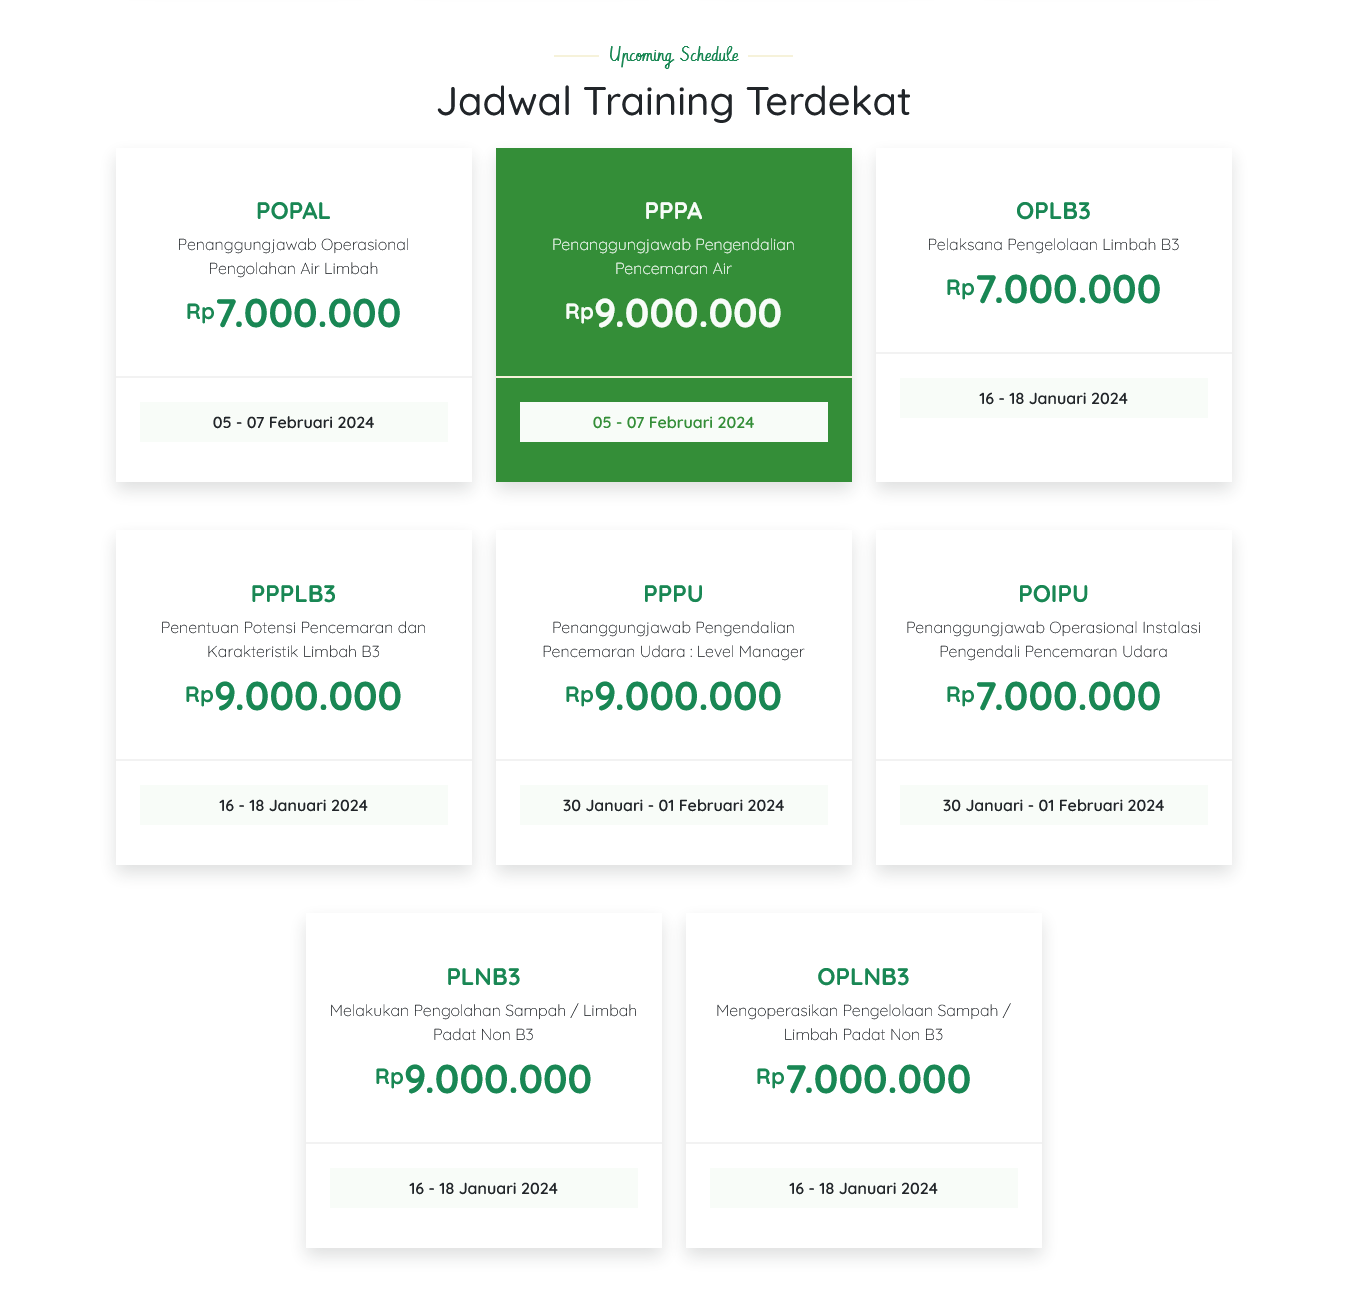 Upcoming Schedule
Jadwal Training Terdekat
POPAL
Penanggungjawab Operasional
Pengolahan Air Limbah
Rp7.000.000
05 - 07 Februari 2024
PPPA
Penanggungjawab Pengendalian
Pencemaran Air
Rp9.000.000
05 - 07 Februari 2024
OPLB3
Pelaksana Pengelolaan Limbah B3
Rp7.000.000
16 - 18 Januari 2024
PPPLB3
Penentuan Potensi Pencemaran dan
Karakteristik Limbah B3
Rp9.000.000
16 - 18 Januari 2024
PPPU
Penanggungjawab Pengendalian
Pencemaran Udara : Level Manager
Rp9.000.000
30 Januari - 01 Februari 2024
POIPU
Penanggungjawab Operasional Instalasi
Pengendali Pencemaran Udara
Rp7.000.000
30 Januari - 01 Februari 2024
PLNB3
Melakukan Pengolahan Sampah / Limbah
Padat Non B3
Rp9.000.000
16 - 18 Januari 2024
OPLNB3
Mengoperasikan Pengelolaan Sampah /
Limbah Padat Non B3
Rp7.000.000
16 - 18 Januari 2024